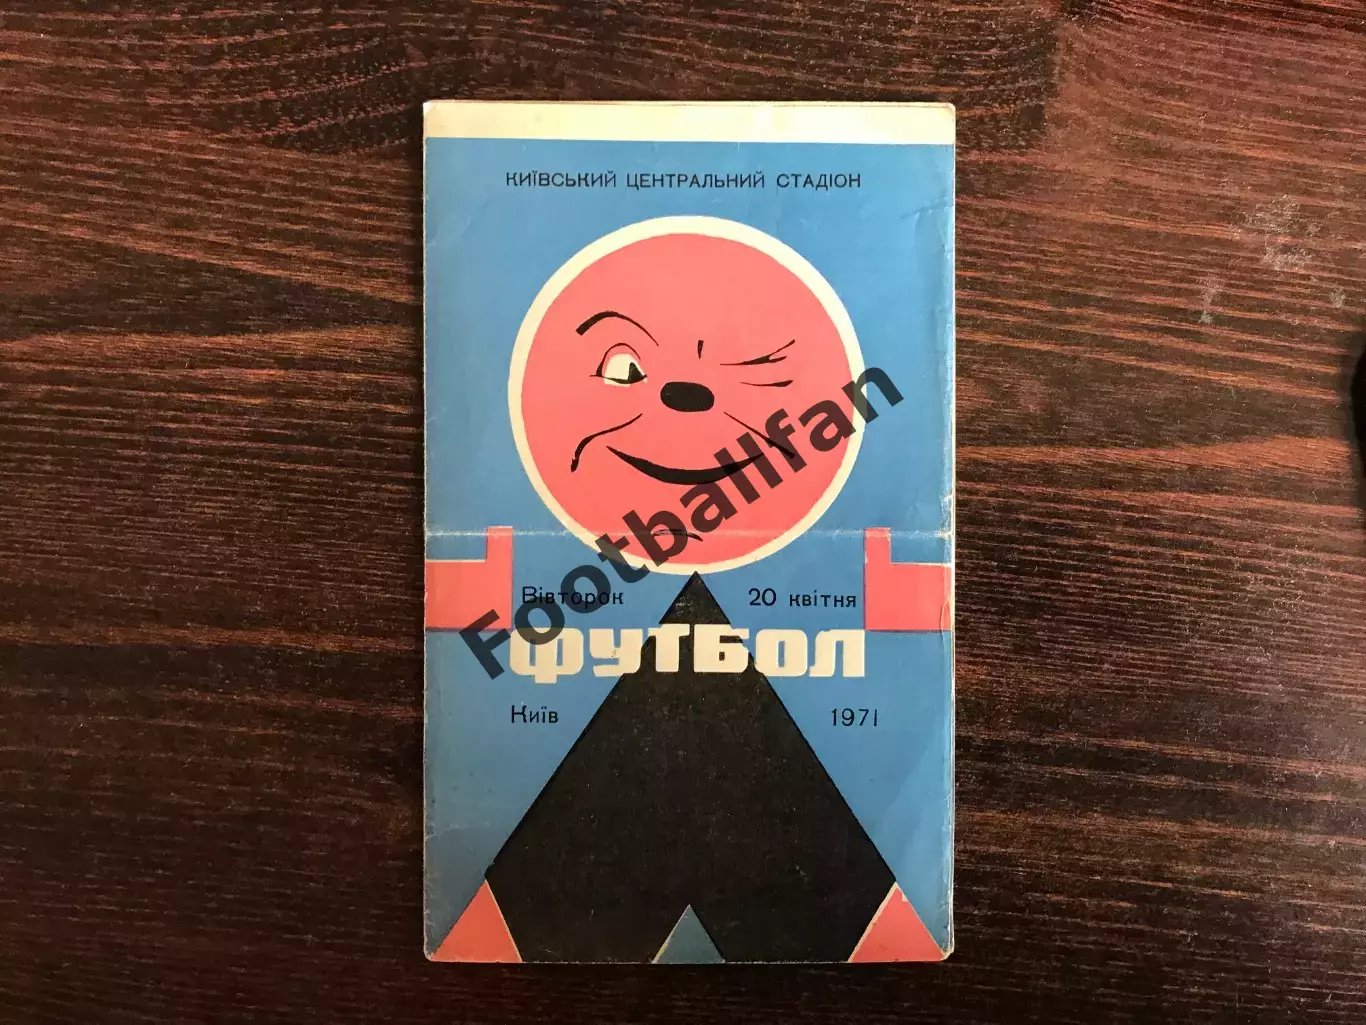 КИЇВСЬКИЙ ЦЕНТРАЛЬНИЙ СТАДІОН
Footballfan
Вівторок 20 квітня
ФУТБОЛ
Київ 1971